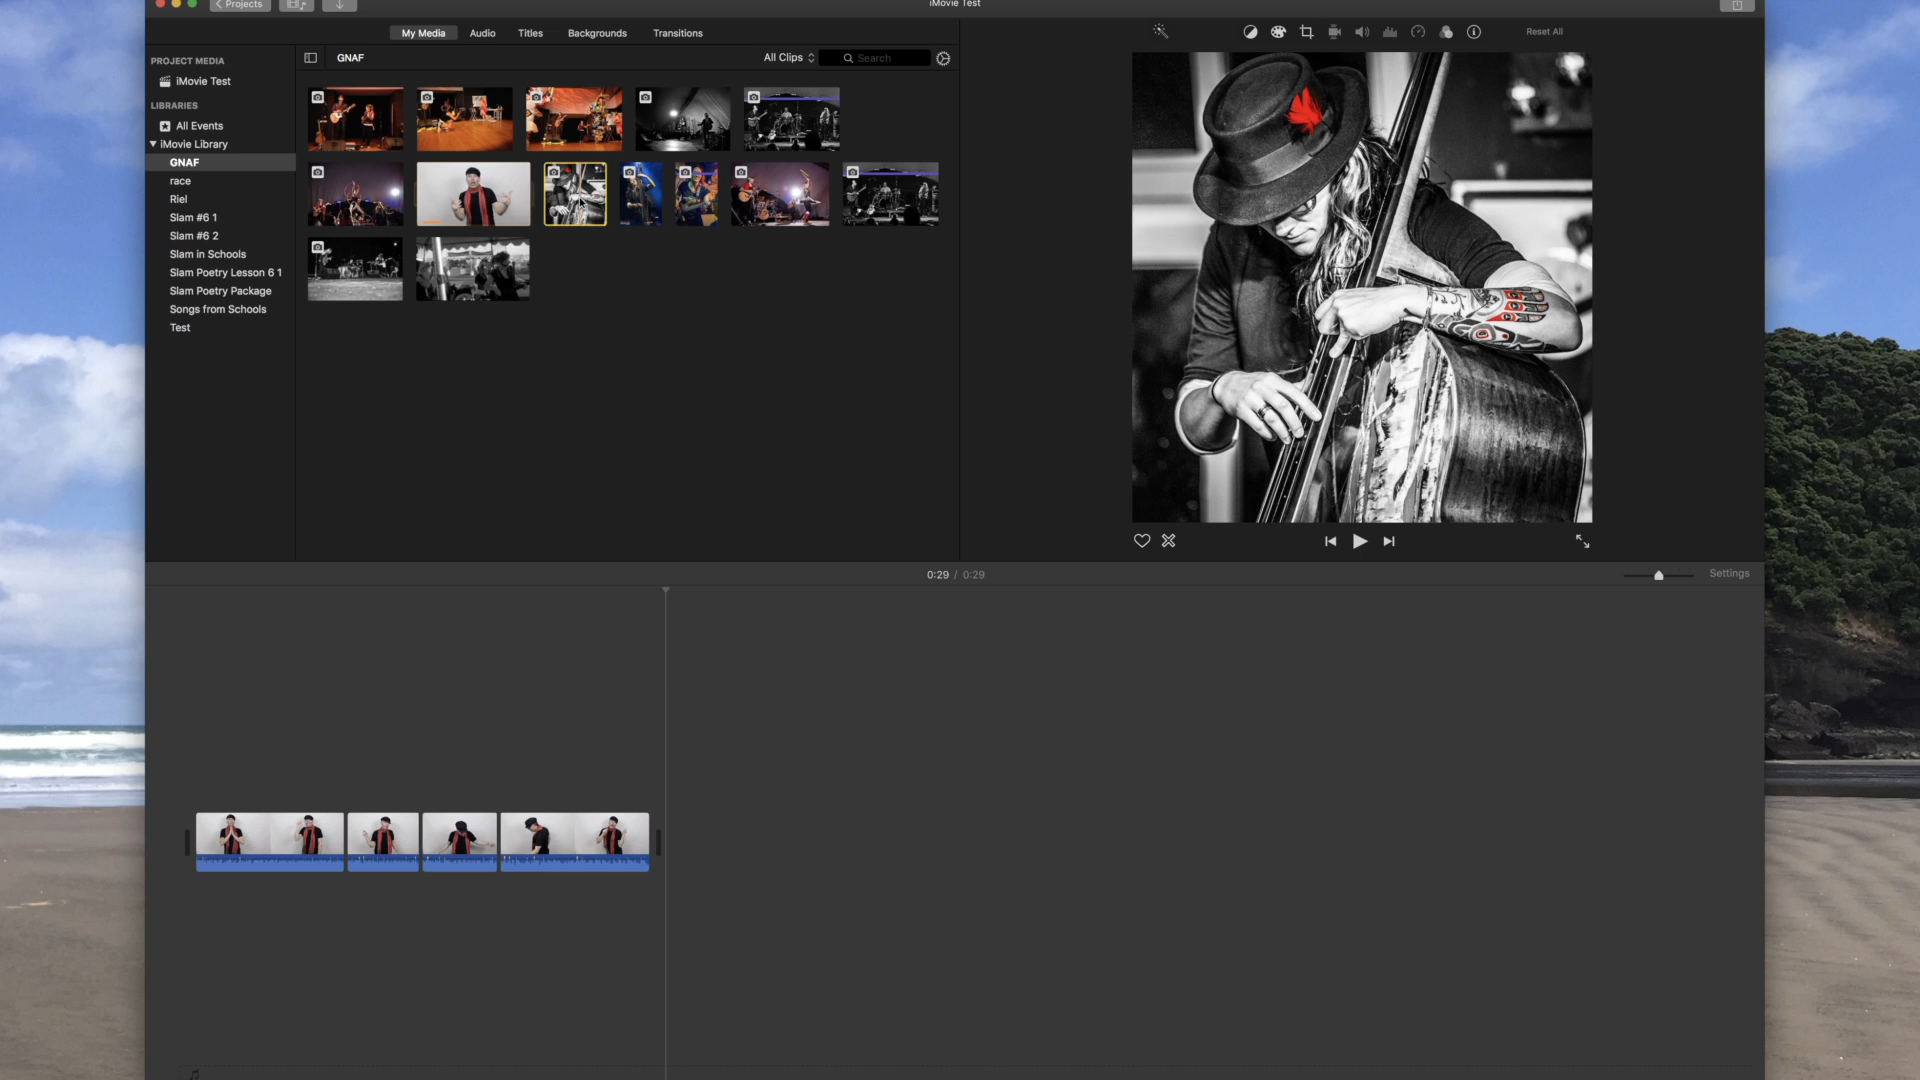 Projects
iMovie Test
My Media Audio Titles Backgrounds Transitions
Reset All
PROJECT MEDIA
iMovie Test
LIBRARIES
All Events
iMovie Library
GNAF
race
Riel
Slam #6 1
Slam #6 2
Slam in Schools
Slam Poetry Lesson 6 1
Slam Poetry Package
Songs from Schools
Test
GNAF
All Clips
Search
0:29 / 0:29
Settings